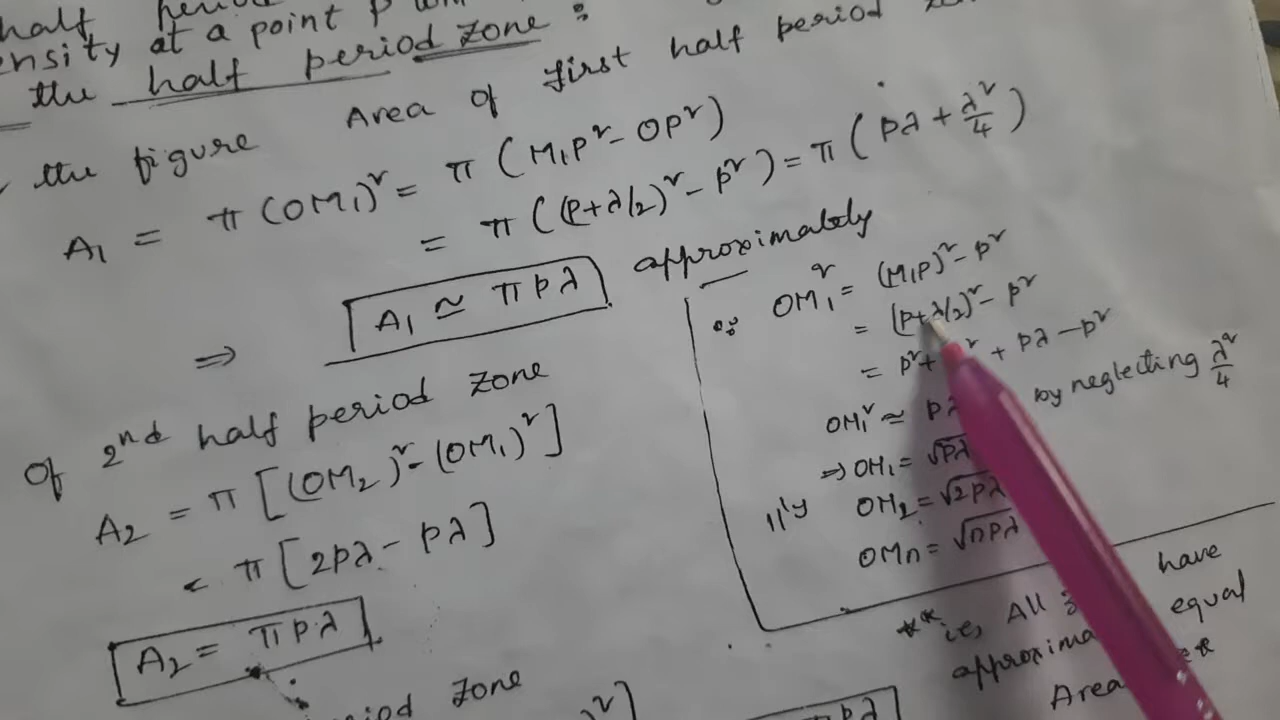 half
ensity at a point P
the half period zone :
the figure Area of first half period
A₁ = π(OM₁)² = π (M₁P² - OP²)
= π ((P+λ/2)² - P²) = π (Pλ + λ²/4)
⇒ A₁ ≃ πPλ approximately
∵ OM₁² = (M₁P)² - P²
= (P+λ/2)² - P²
= P² + + Pλ - P²
OM₁² ≃ Pλ by neglecting λ²/4
⇒ OM₁ = √Pλ
||ly OM₂ = √2Pλ
OMn = √nPλ
Of 2nd half period zone
A₂ = π [(OM₂)² - (OM₁)²]
= π [2Pλ - Pλ]
A₂ = πPλ
** ie, All have
equal
Area **
zone